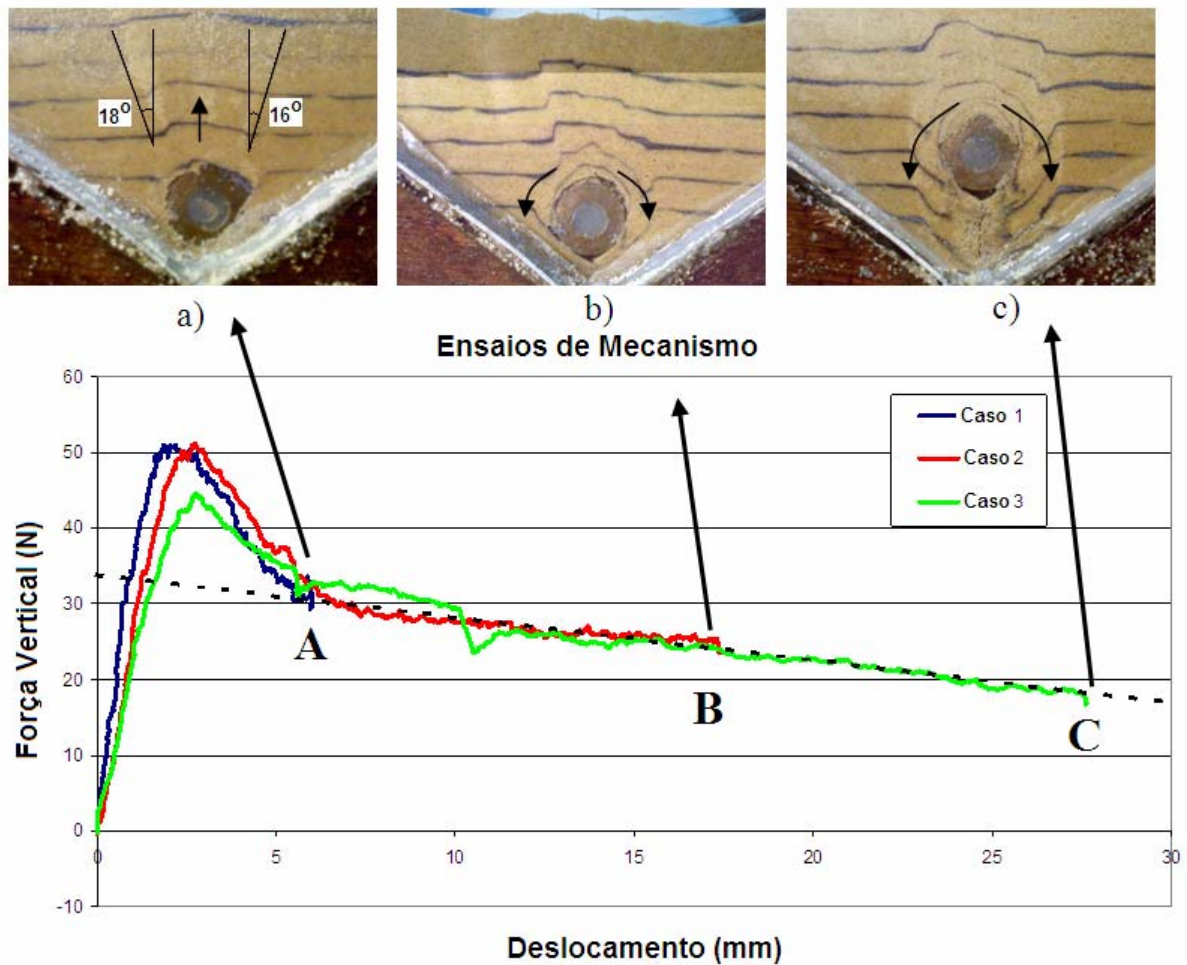 18°
16°
a)
b)
c)
Ensaios de Mecanismo
60
50
40
30
20
10
0
-10
Força Vertical (N)
Caso 1
Caso 2
Caso 3
A
B
C
0
5
10
15
20
25
30
Deslocamento (mm)